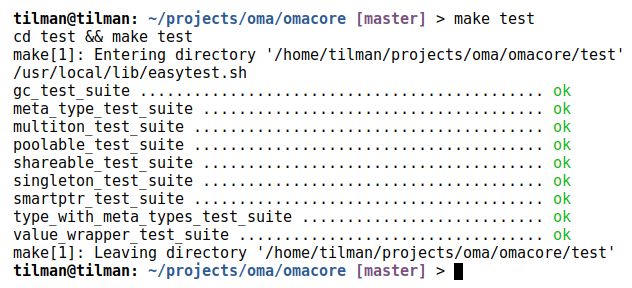 tilman@tilman: ~/projects/oma/omacore [master] > make test
cd test && make test
make[1]: Entering directory '/home/tilman/projects/oma/omacore/test'
/usr/local/lib/easytest.sh
gc_test_suite ............................................. ok
meta_type_test_suite ...................................... ok
multiton_test_suite ....................................... ok
poolable_test_suite ....................................... ok
shareable_test_suite ...................................... ok
singleton_test_suite ...................................... ok
smartptr_test_suite ....................................... ok
type_with_meta_types_test_suite ........................... ok
value_wrapper_test_suite .................................. ok
make[1]: Leaving directory '/home/tilman/projects/oma/omacore/test'
tilman@tilman: ~/projects/oma/omacore [master] >